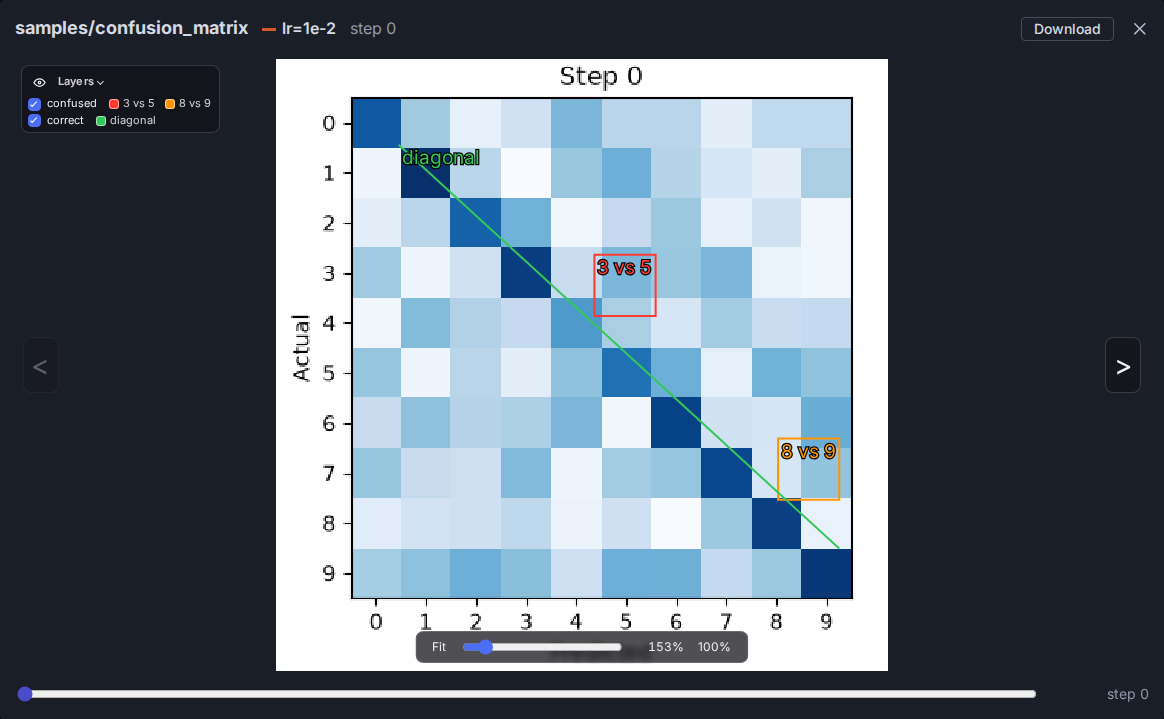 samples/confusion_matrix — lr=1e-2 step 0
Download
Layers
confused 3 vs 5 8 vs 9
correct diagonal
Step 0
0
diagonal
1
2
3
3 vs 5
4
Actual
5
6
8 vs 9
7
8
9
0 1 2 3 4 5 6 7 8 9
Fit 153% 100%
step 0